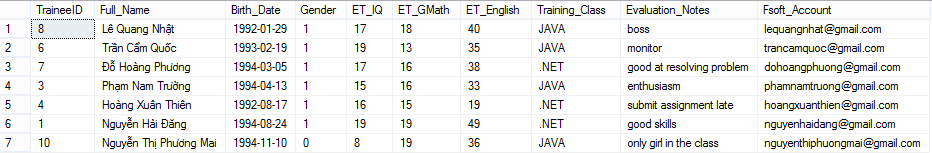 TraineeID Full_Name Birth_Date Gender ET_IQ ET_GMath ET_English Training_Class Evaluation_Notes Fsoft_Account
1 8 Lê Quang Nhật 1992-01-29 1 17 18 40 JAVA boss lequangnhat@gmail.com
2 6 Trần Cẩm Quốc 1993-02-19 1 19 13 35 JAVA monitor trancamquoc@gmail.com
3 7 Đỗ Hoàng Phương 1994-03-05 1 17 16 38 .NET good at resolving problem dohoangphuong@gmail.com
4 3 Phạm Nam Trường 1994-04-13 1 15 16 33 JAVA enthusiasm phamnamtruong@gmail.com
5 4 Hoàng Xuân Thiên 1992-08-17 1 16 15 19 .NET submit assignment late hoangxuanthien@gmail.com
6 1 Nguyễn Hải Đăng 1994-08-24 1 19 19 49 .NET good skills nguyenhaidang@gmail.com
7 10 Nguyễn Thị Phương Mai 1994-11-10 0 8 19 36 JAVA only girl in the class nguyenthiphuongmai@gmail.com